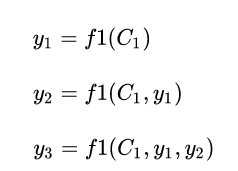 y₁ = f1(C₁)
y₂ = f1(C₁, y₁)
y₃ = f1(C₁, y₁, y₂)